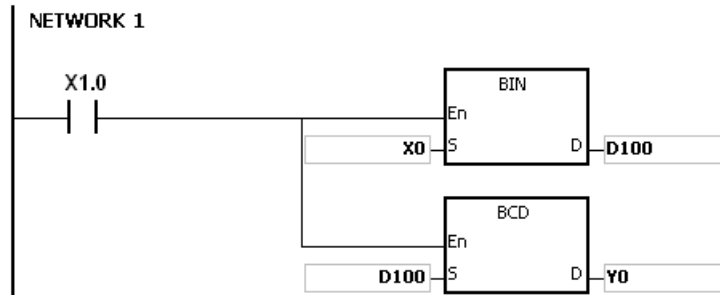 NETWORK 1
X1.0
BIN
En
X0 S D D100
BCD
En
D100 S D Y0